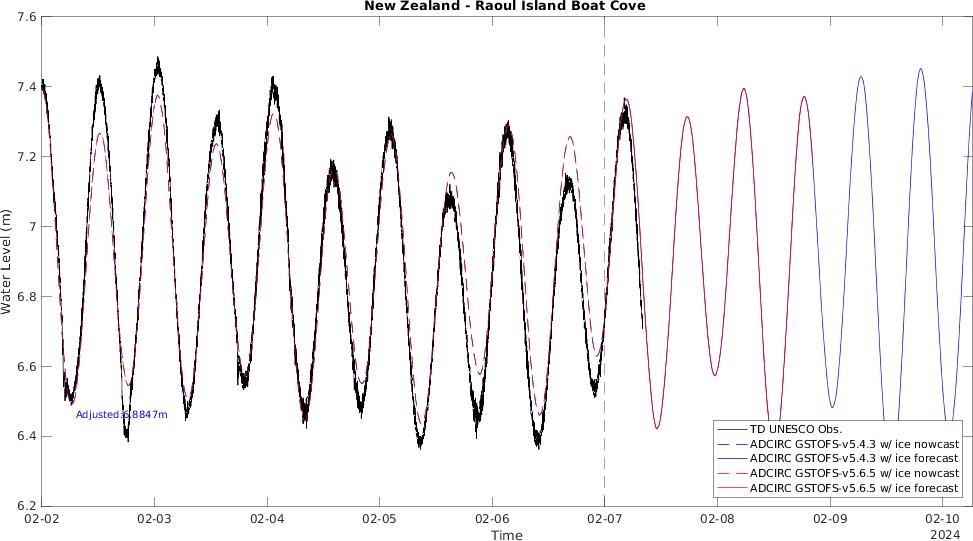 New Zealand - Raoul Island Boat Cove
7.6
7.4
7.2
7
6.8
6.6
6.4
6.2
Water Level (m)
Adjusted:6.8847m
TD UNESCO Obs.
ADCIRC GSTOFS-v5.4.3 w/ ice nowcast
ADCIRC GSTOFS-v5.4.3 w/ ice forecast
ADCIRC GSTOFS-v5.6.5 w/ ice nowcast
ADCIRC GSTOFS-v5.6.5 w/ ice forecast
02-02 02-03 02-04 02-05 02-06 02-07 02-08 02-09 02-10
Time
2024